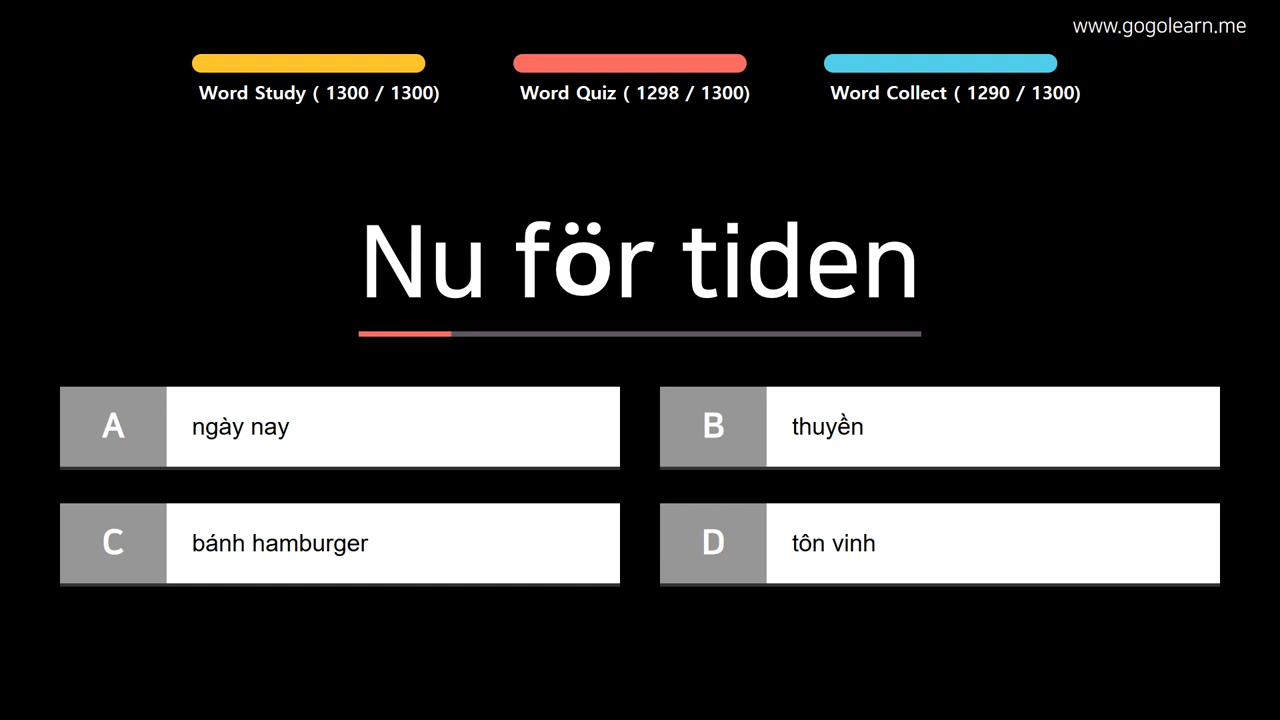 www.gogolearn.me
Word Study ( 1300 / 1300)
Word Quiz ( 1298 / 1300)
Word Collect ( 1290 / 1300)
Nu för tiden
A
ngày nay
B
thuyền
C
bánh hamburger
D
tôn vinh